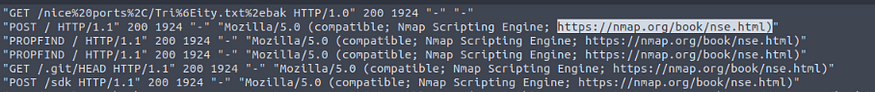 "GET /nice%20ports%2C/Tri%6Eity.txt%2ebak HTTP/1.0" 200 1924 "-" "-"
"POST / HTTP/1.1" 200 1924 "-" "Mozilla/5.0 (compatible; Nmap Scripting Engine; https://nmap.org/book/nse.html)"
"PROPFIND / HTTP/1.1" 200 1924 "-" "Mozilla/5.0 (compatible; Nmap Scripting Engine; https://nmap.org/book/nse.html)"
"PROPFIND / HTTP/1.1" 200 1924 "-" "Mozilla/5.0 (compatible; Nmap Scripting Engine; https://nmap.org/book/nse.html)"
"GET /.git/HEAD HTTP/1.1" 200 1924 "-" "Mozilla/5.0 (compatible; Nmap Scripting Engine; https://nmap.org/book/nse.html)"
"POST /sdk HTTP/1.1" 200 1924 "-" "Mozilla/5.0 (compatible; Nmap Scripting Engine; https://nmap.org/book/nse.html)"